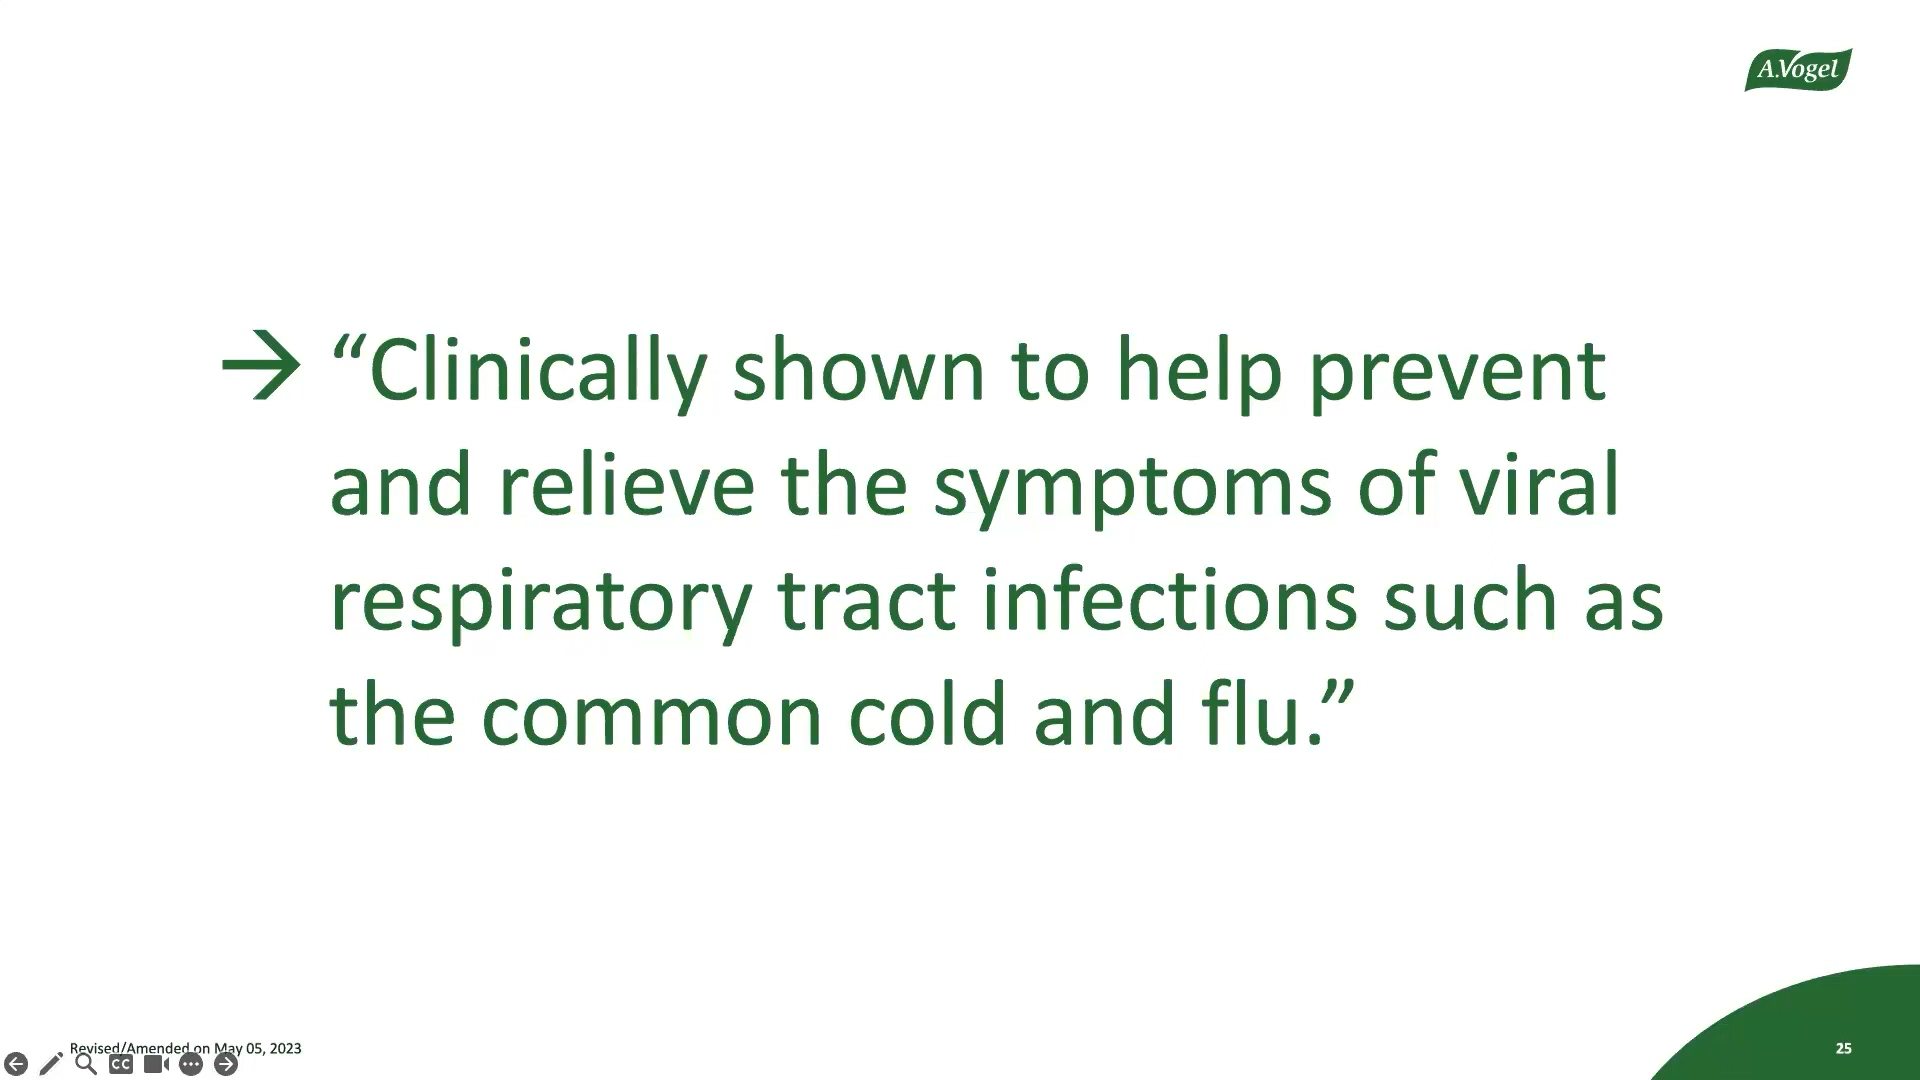 A.Vogel
→ “Clinically shown to help prevent
and relieve the symptoms of viral
respiratory tract infections such as
the common cold and flu.”
Revised/Amended on May 05, 2023
CC
25